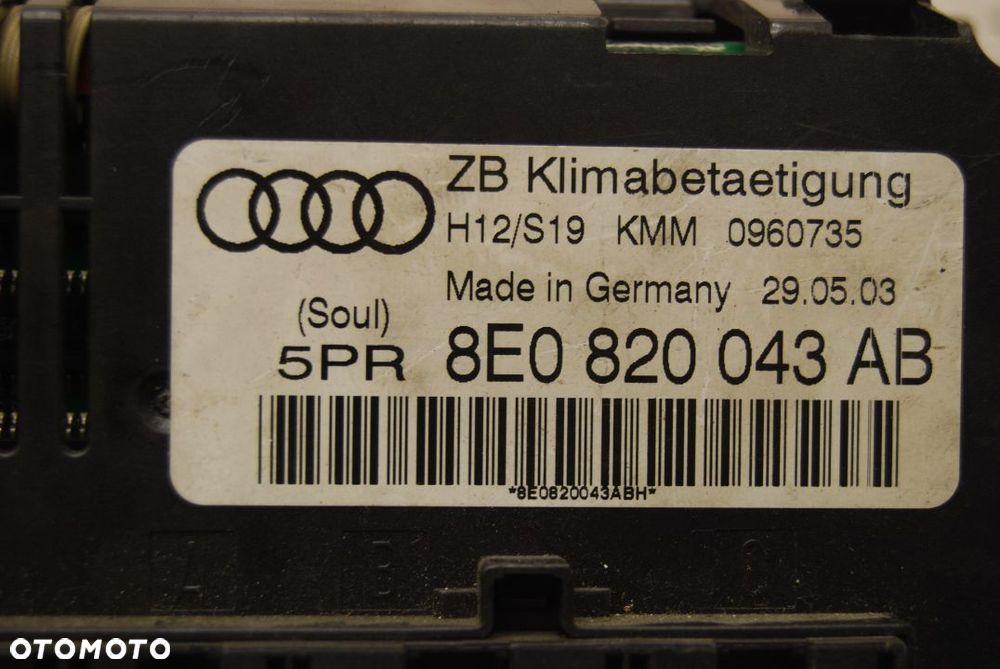 ZB Klimabetaetigung
H12/S19 KMM 0960735
Made in Germany 29.05.03
(Soul)
5PR 8E0 820 043 AB
*8E0820043ABH*
OTOMOTO